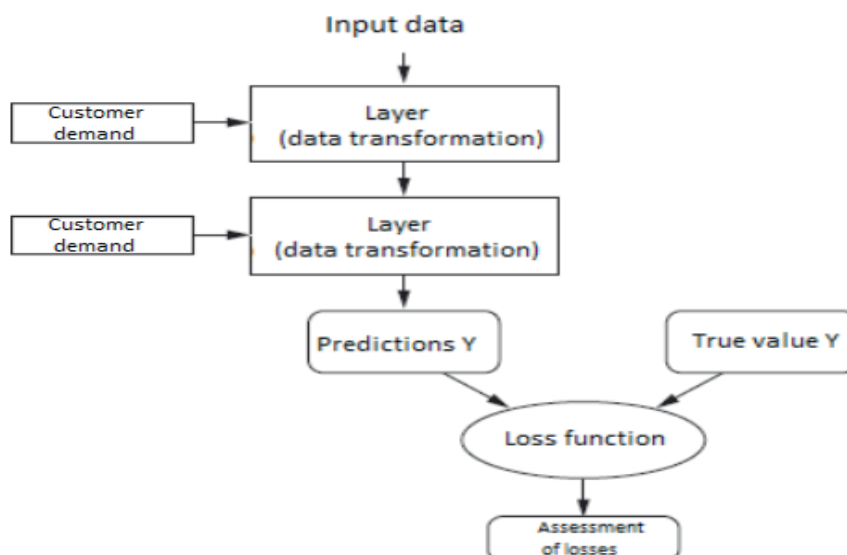 Input data
Customer
demand
Layer
(data transformation)
Customer
demand
Layer
(data transformation)
Predictions Y
True value Y
Loss function
Assessment
of losses